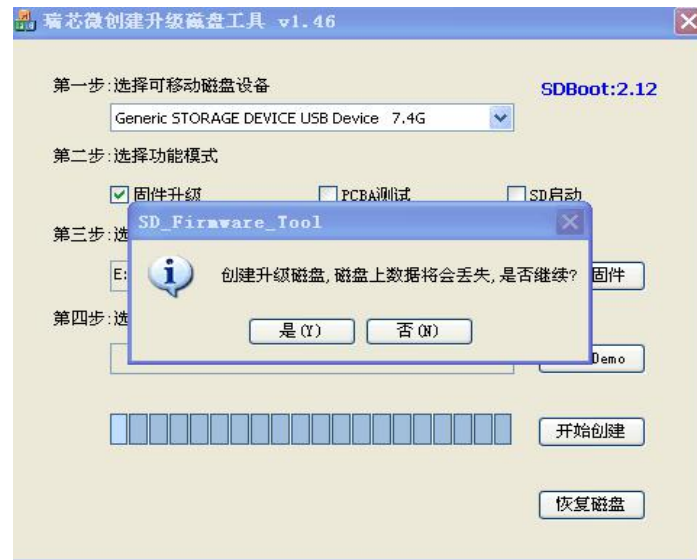 瑞芯微创建升级磁盘工具 v1.46
第一步:选择可移动磁盘设备
SDBoot:2.12
Generic STORAGE DEVICE USB Device 7.4G
第二步:选择功能模式
固件升级 PCBA测试 SD启动
SD_Firmware_Tool
第三步:选
E:
创建升级磁盘,磁盘上数据将会丢失,是否继续?
固件
第四步:选
是(Y) 否(N)
Demo
开始创建
恢复磁盘